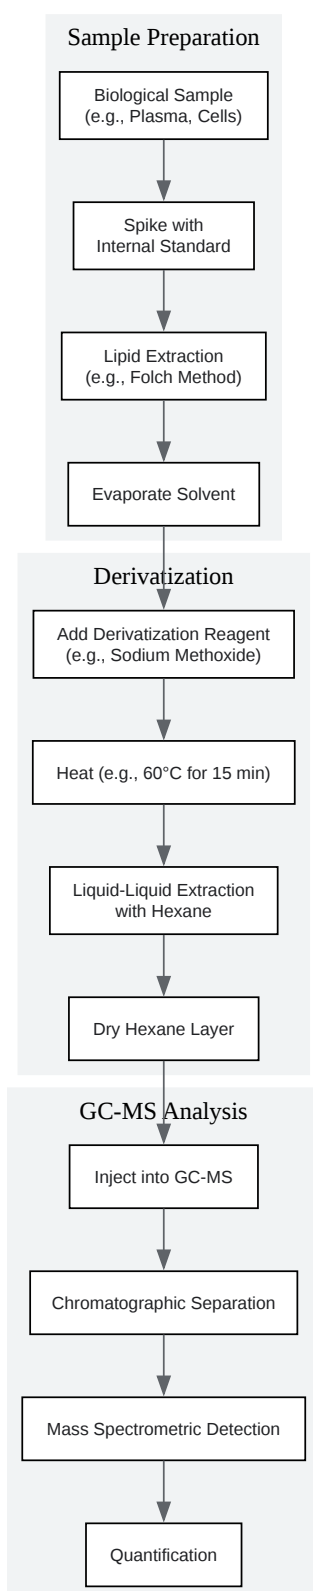 Sample Preparation
Biological Sample
(e.g., Plasma, Cells)
Spike with
Internal Standard
Lipid Extraction
(e.g., Folch Method)
Evaporate Solvent
Derivatization
Add Derivatization Reagent
(e.g., Sodium Methoxide)
Heat (e.g., 60°C for 15 min)
Liquid-Liquid Extraction
with Hexane
Dry Hexane Layer
GC-MS Analysis
Inject into GC-MS
Chromatographic Separation
Mass Spectrometric Detection
Quantification